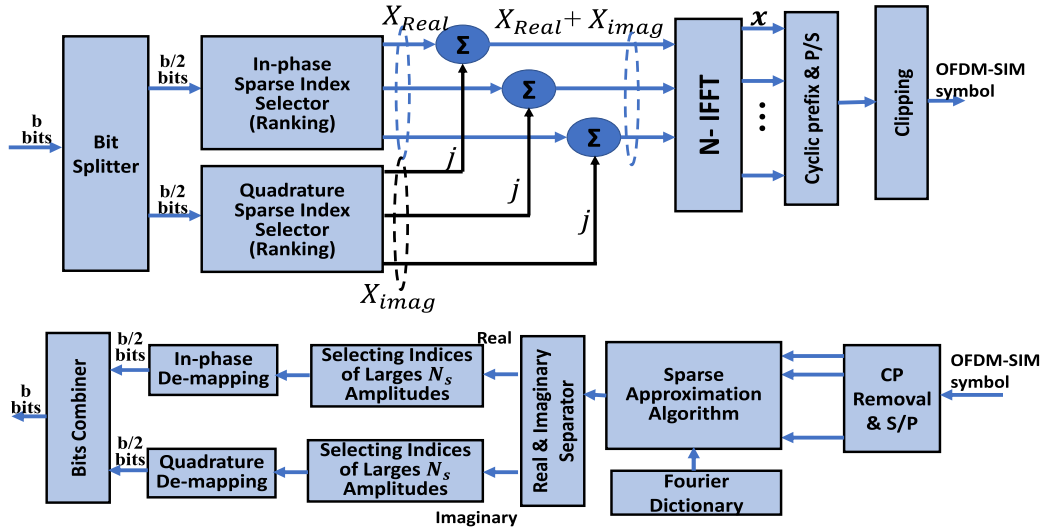 b
bits
Bit
Splitter
b/2
bits
b/2
bits
In-phase
Sparse Index
Selector
(Ranking)
Quadrature
Sparse Index
Selector
(Ranking)
X_Real
X_imag
Σ
Σ
Σ
j
j
j
X_Real + X_imag
N- IFFT
x
...
Cyclic prefix & P/S
Clipping
OFDM-SIM
symbol
b
bits
Bits Combiner
b/2
bits
b/2
bits
In-phase
De-mapping
Quadrature
De-mapping
Selecting Indices
of Larges N_s
Amplitudes
Selecting Indices
of Larges N_s
Amplitudes
Real
Imaginary
Real & Imaginary
Separator
Sparse
Approximation
Algorithm
Fourier
Dictionary
CP
Removal
& S/P
OFDM-SIM
symbol